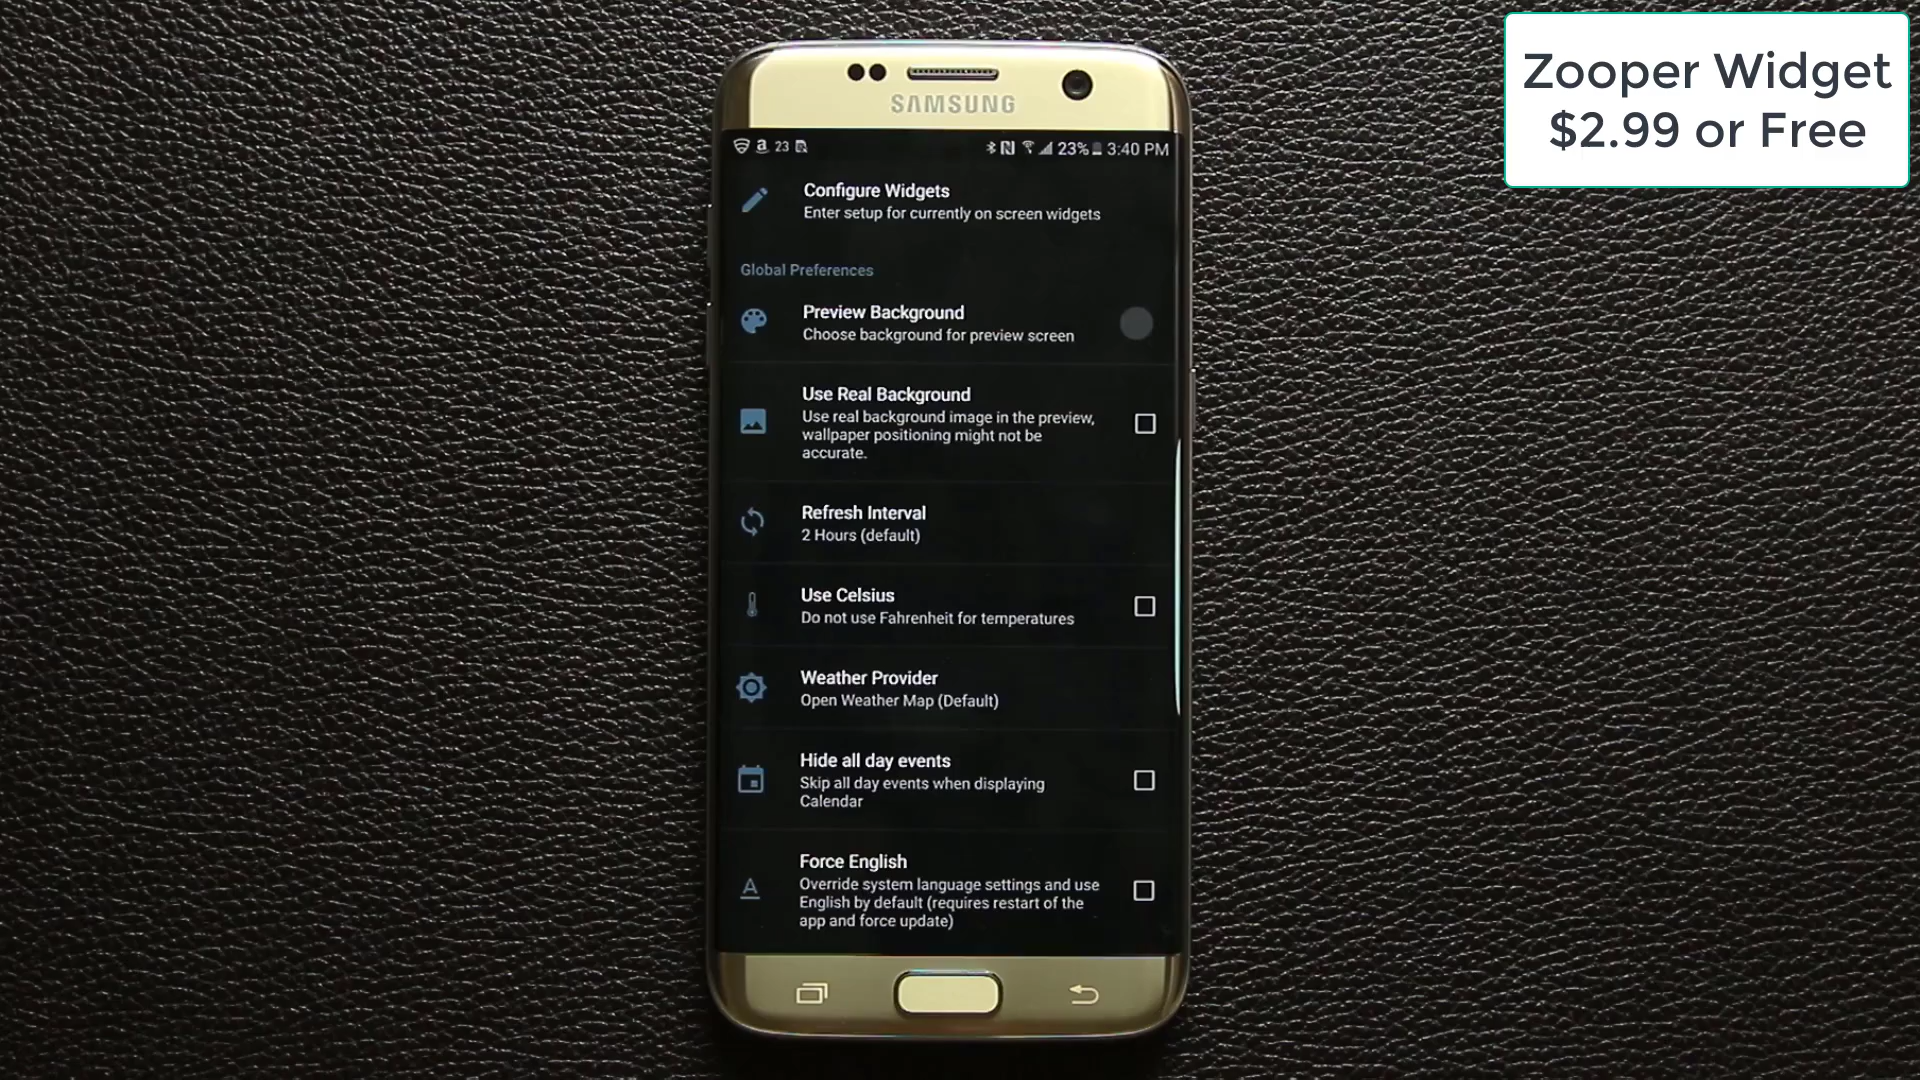 Zooper Widget
$2.99 or Free
SAMSUNG
a 23 23% 3:40 PM
Configure Widgets
Enter setup for currently on screen widgets
Global Preferences
Preview Background
Choose background for preview screen
Use Real Background
Use real background image in the preview,
wallpaper positioning might not be
accurate.
Refresh Interval
2 Hours (default)
Use Celsius
Do not use Fahrenheit for temperatures
Weather Provider
Open Weather Map (Default)
Hide all day events
Skip all day events when displaying
Calendar
Force English
Override system language settings and use
English by default (requires restart of the
app and force update)